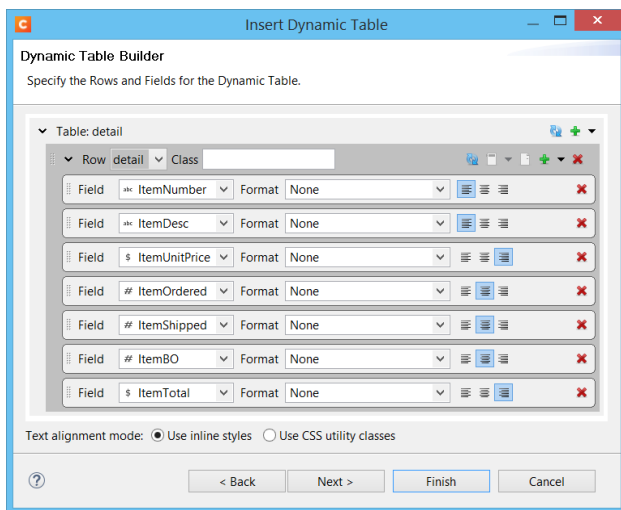 C Insert Dynamic Table
Dynamic Table Builder
Specify the Rows and Fields for the Dynamic Table.
Table: detail
Row detail Class
Field abc ItemNumber Format None
Field abc ItemDesc Format None
Field $ ItemUnitPrice Format None
Field # ItemOrdered Format None
Field # ItemShipped Format None
Field # ItemBO Format None
Field $ ItemTotal Format None
Text alignment mode: Use inline styles Use CSS utility classes
? < Back Next > Finish Cancel